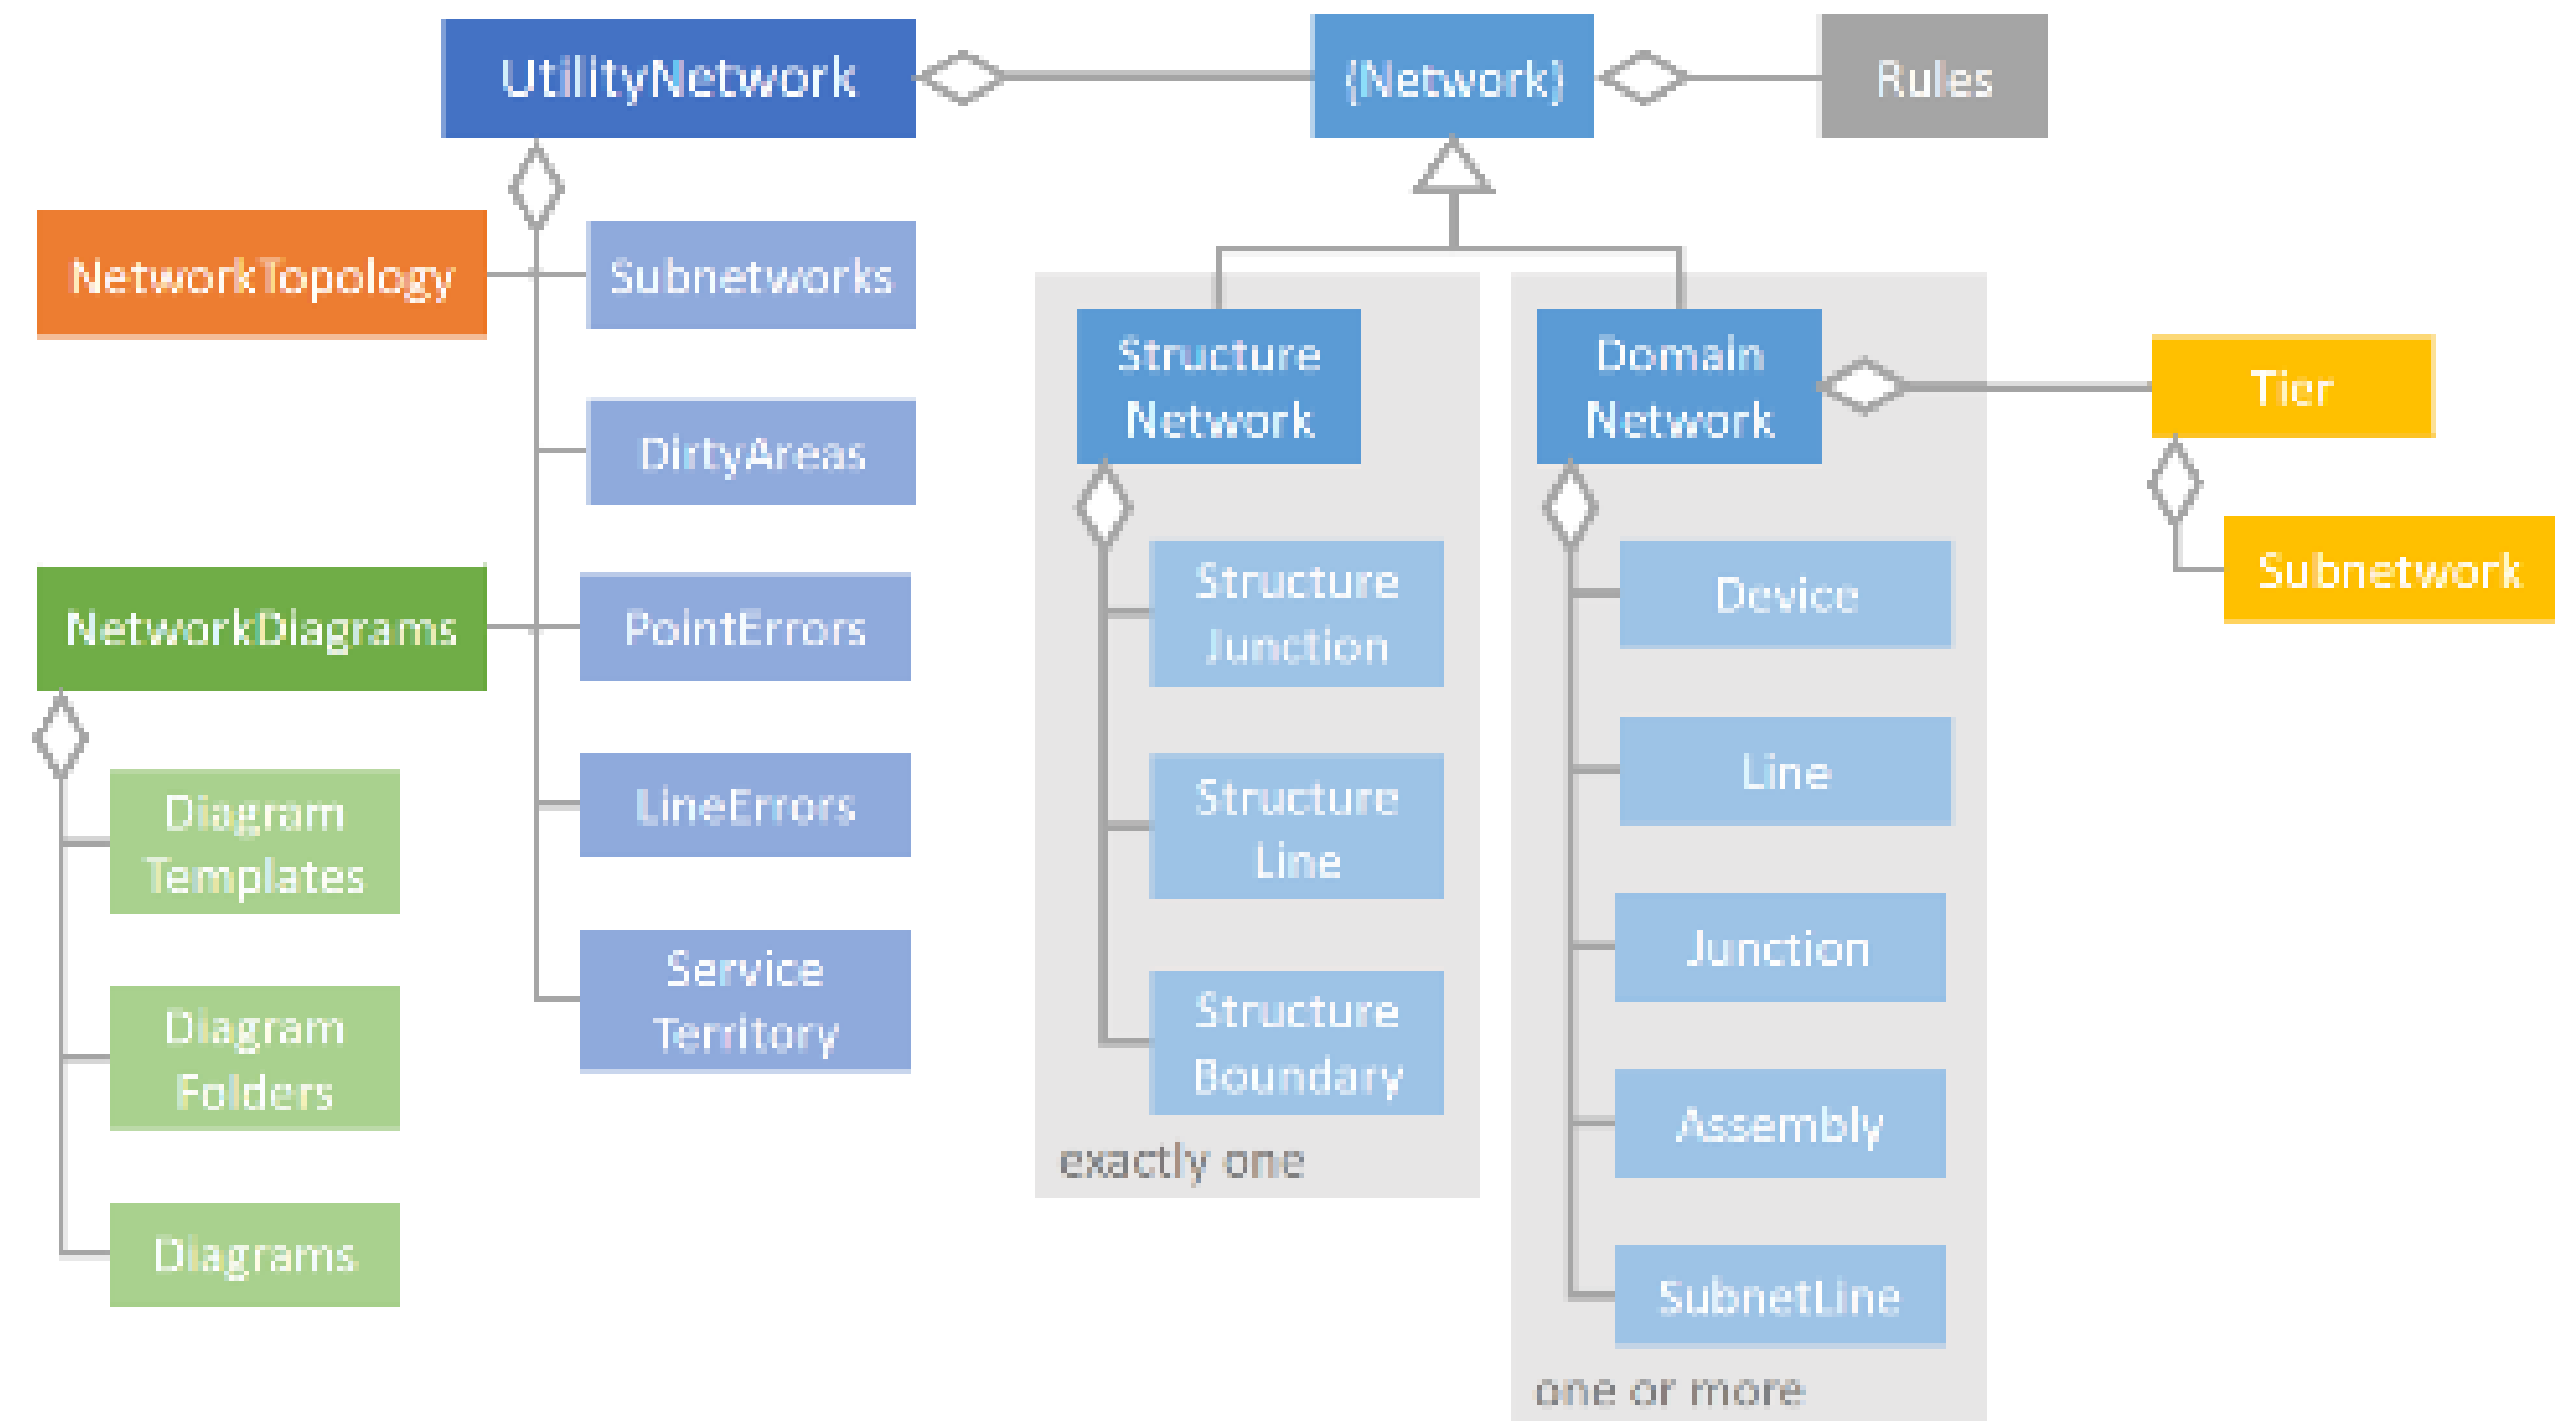 UtilityNetwork
{Network}
Rules
NetworkTopology
Subnetworks
DirtyAreas
NetworkDiagrams
PointErrors
LineErrors
Service
Territory
Diagram
Templates
Diagram
Folders
Diagrams
Structure
Network
Structure
Junction
Structure
Line
Structure
Boundary
exactly one
Domain
Network
Device
Line
Junction
Assembly
SubnetLine
one or more
Tier
Subnetwork